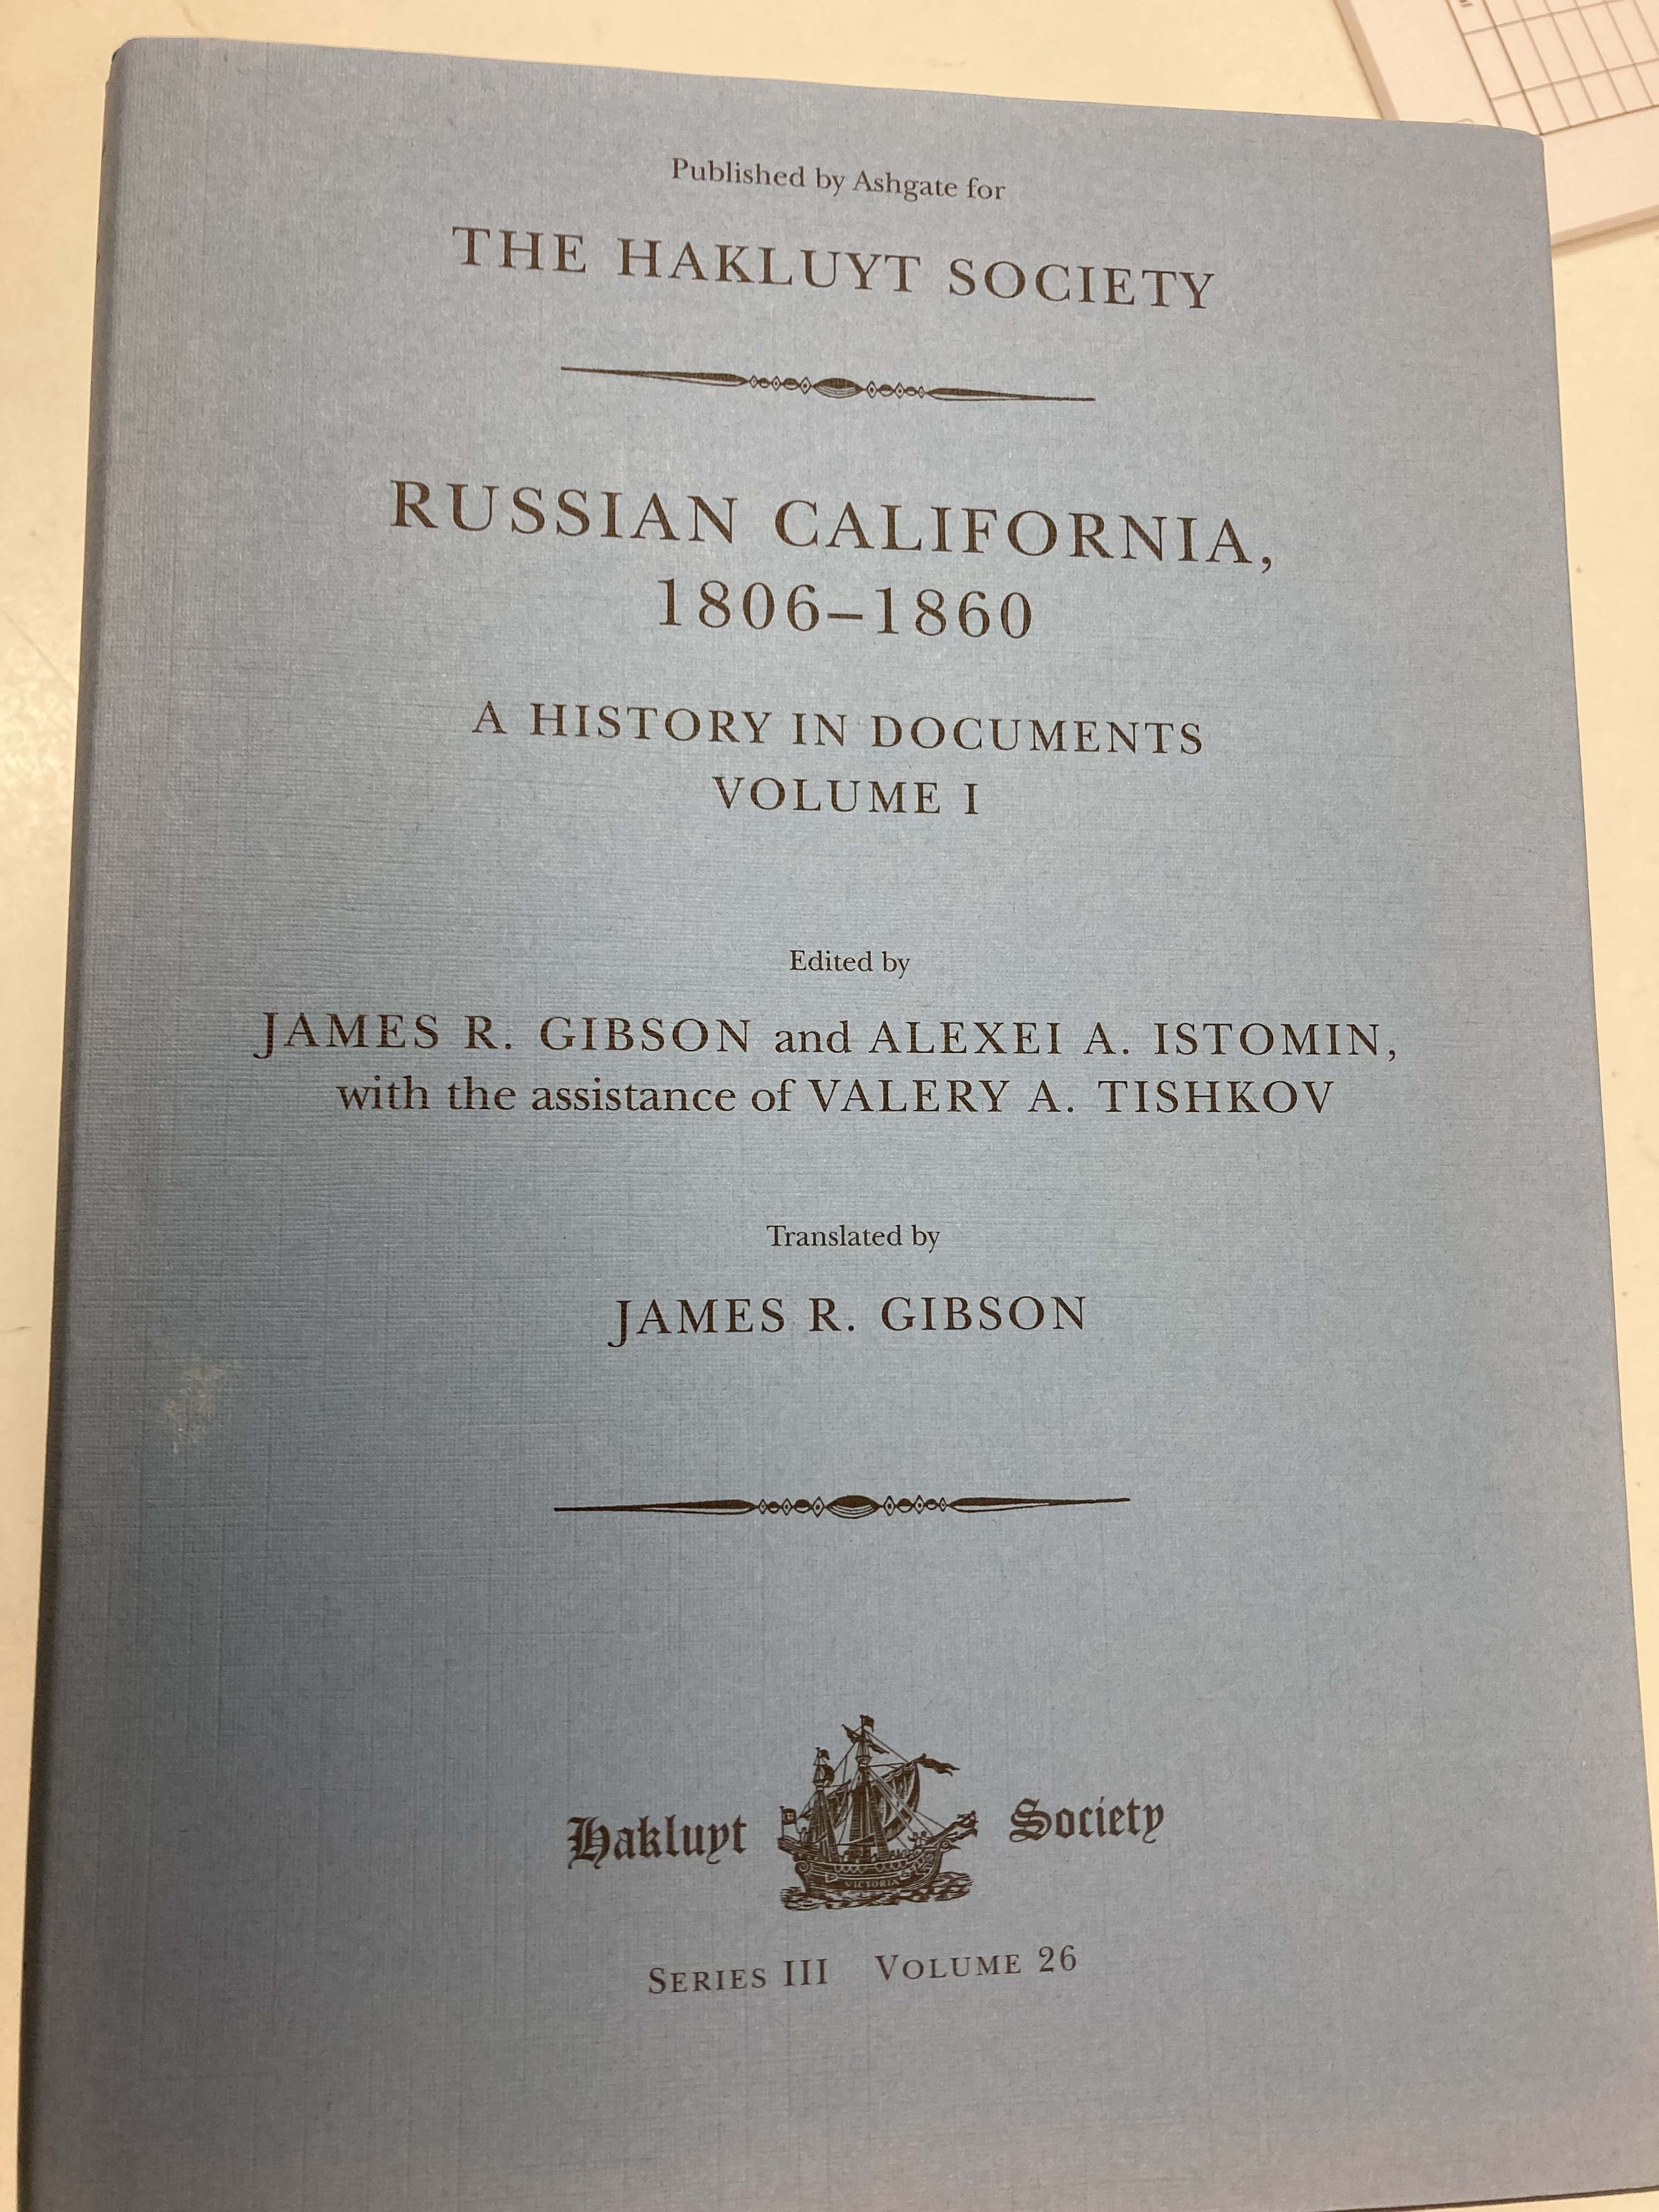 Published by Ashgate for
THE HAKLUYT SOCIETY
RUSSIAN CALIFORNIA,
1806–1860
A HISTORY IN DOCUMENTS
VOLUME I
Edited by
JAMES R. GIBSON and ALEXEI A. ISTOMIN,
with the assistance of VALERY A. TISHKOV
Translated by
JAMES R. GIBSON
Hakluyt Society
VICTORIA
SERIES III VOLUME 26